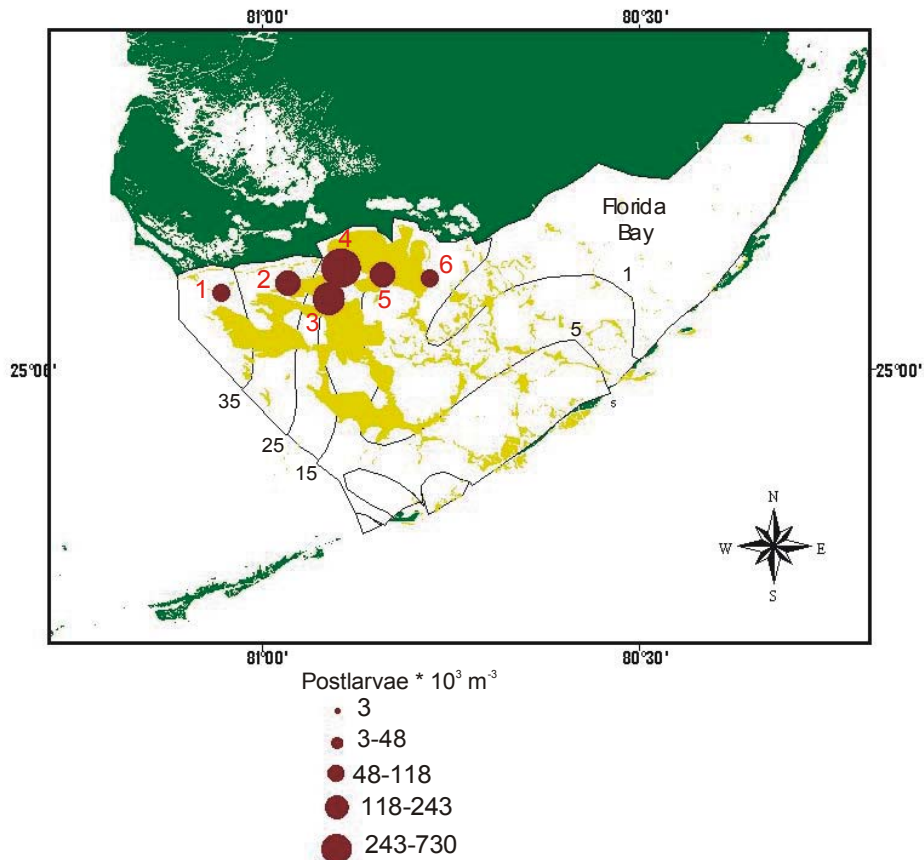 81°00' 80°30'
Florida
Bay
4
1 2 5 6
3
1
5
25°00' 25°00'
35
s
25
15
N
W E
S
81°00' 80°30'
Postlarvae * 10³ m⁻³
3
3-48
48-118
118-243
243-730